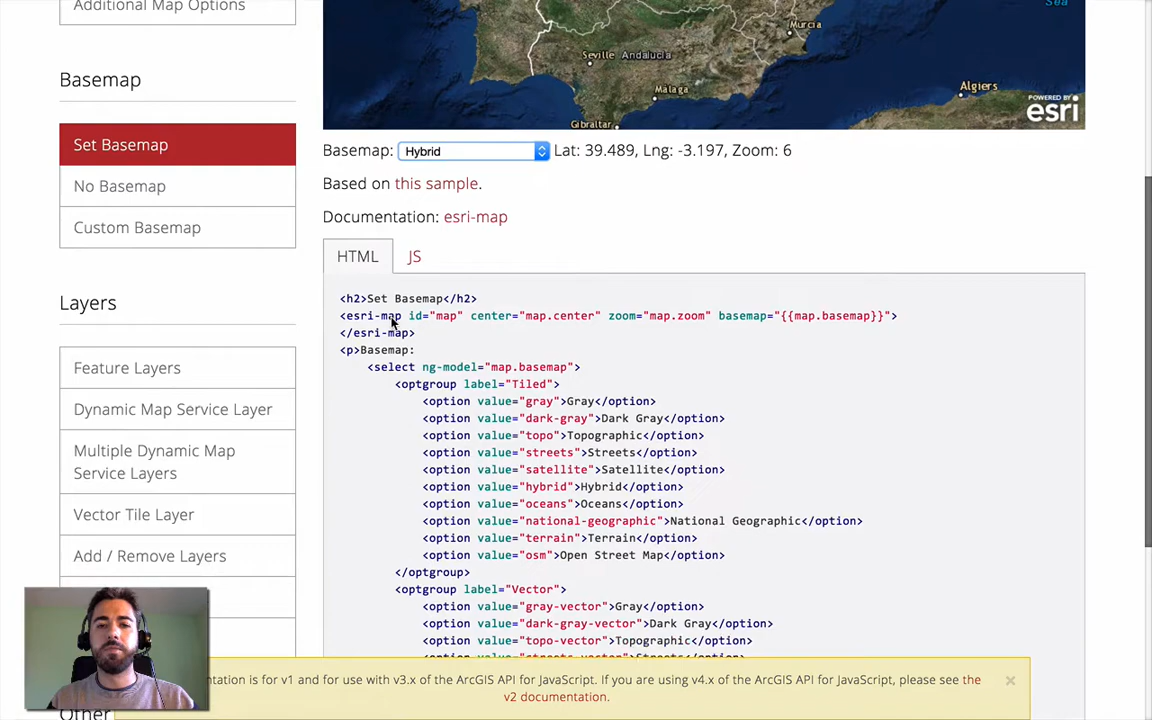 Additional Map Options
Basemap
Set Basemap
No Basemap
Custom Basemap
Layers
Feature Layers
Dynamic Map Service Layer
Multiple Dynamic Map
Service Layers
Vector Tile Layer
Add / Remove Layers
Other
Sea
Murcia
Seville Andalucía
Malaga
Algiers
Gibraltar
POWERED BY
esri
Basemap: Hybrid Lat: 39.489, Lng: -3.197, Zoom: 6
Based on this sample.
Documentation: esri-map
HTML JS
<h2>Set Basemap</h2>
<esri-map id="map" center="map.center" zoom="map.zoom" basemap="{{map.basemap}}">
</esri-map>
<p>Basemap:
<select ng-model="map.basemap">
<optgroup label="Tiled">
<option value="gray">Gray</option>
<option value="dark-gray">Dark Gray</option>
<option value="topo">Topographic</option>
<option value="streets">Streets</option>
<option value="satellite">Satellite</option>
<option value="hybrid">Hybrid</option>
<option value="oceans">Oceans</option>
<option value="national-geographic">National Geographic</option>
<option value="terrain">Terrain</option>
<option value="osm">Open Street Map</option>
</optgroup>
<optgroup label="Vector">
<option value="gray-vector">Gray</option>
<option value="dark-gray-vector">Dark Gray</option>
<option value="topo-vector">Topographic</option>
ntation is for v1 and for use with v3.x of the ArcGIS API for JavaScript. If you are using v4.x of the ArcGIS API for JavaScript, please see the
v2 documentation. ×